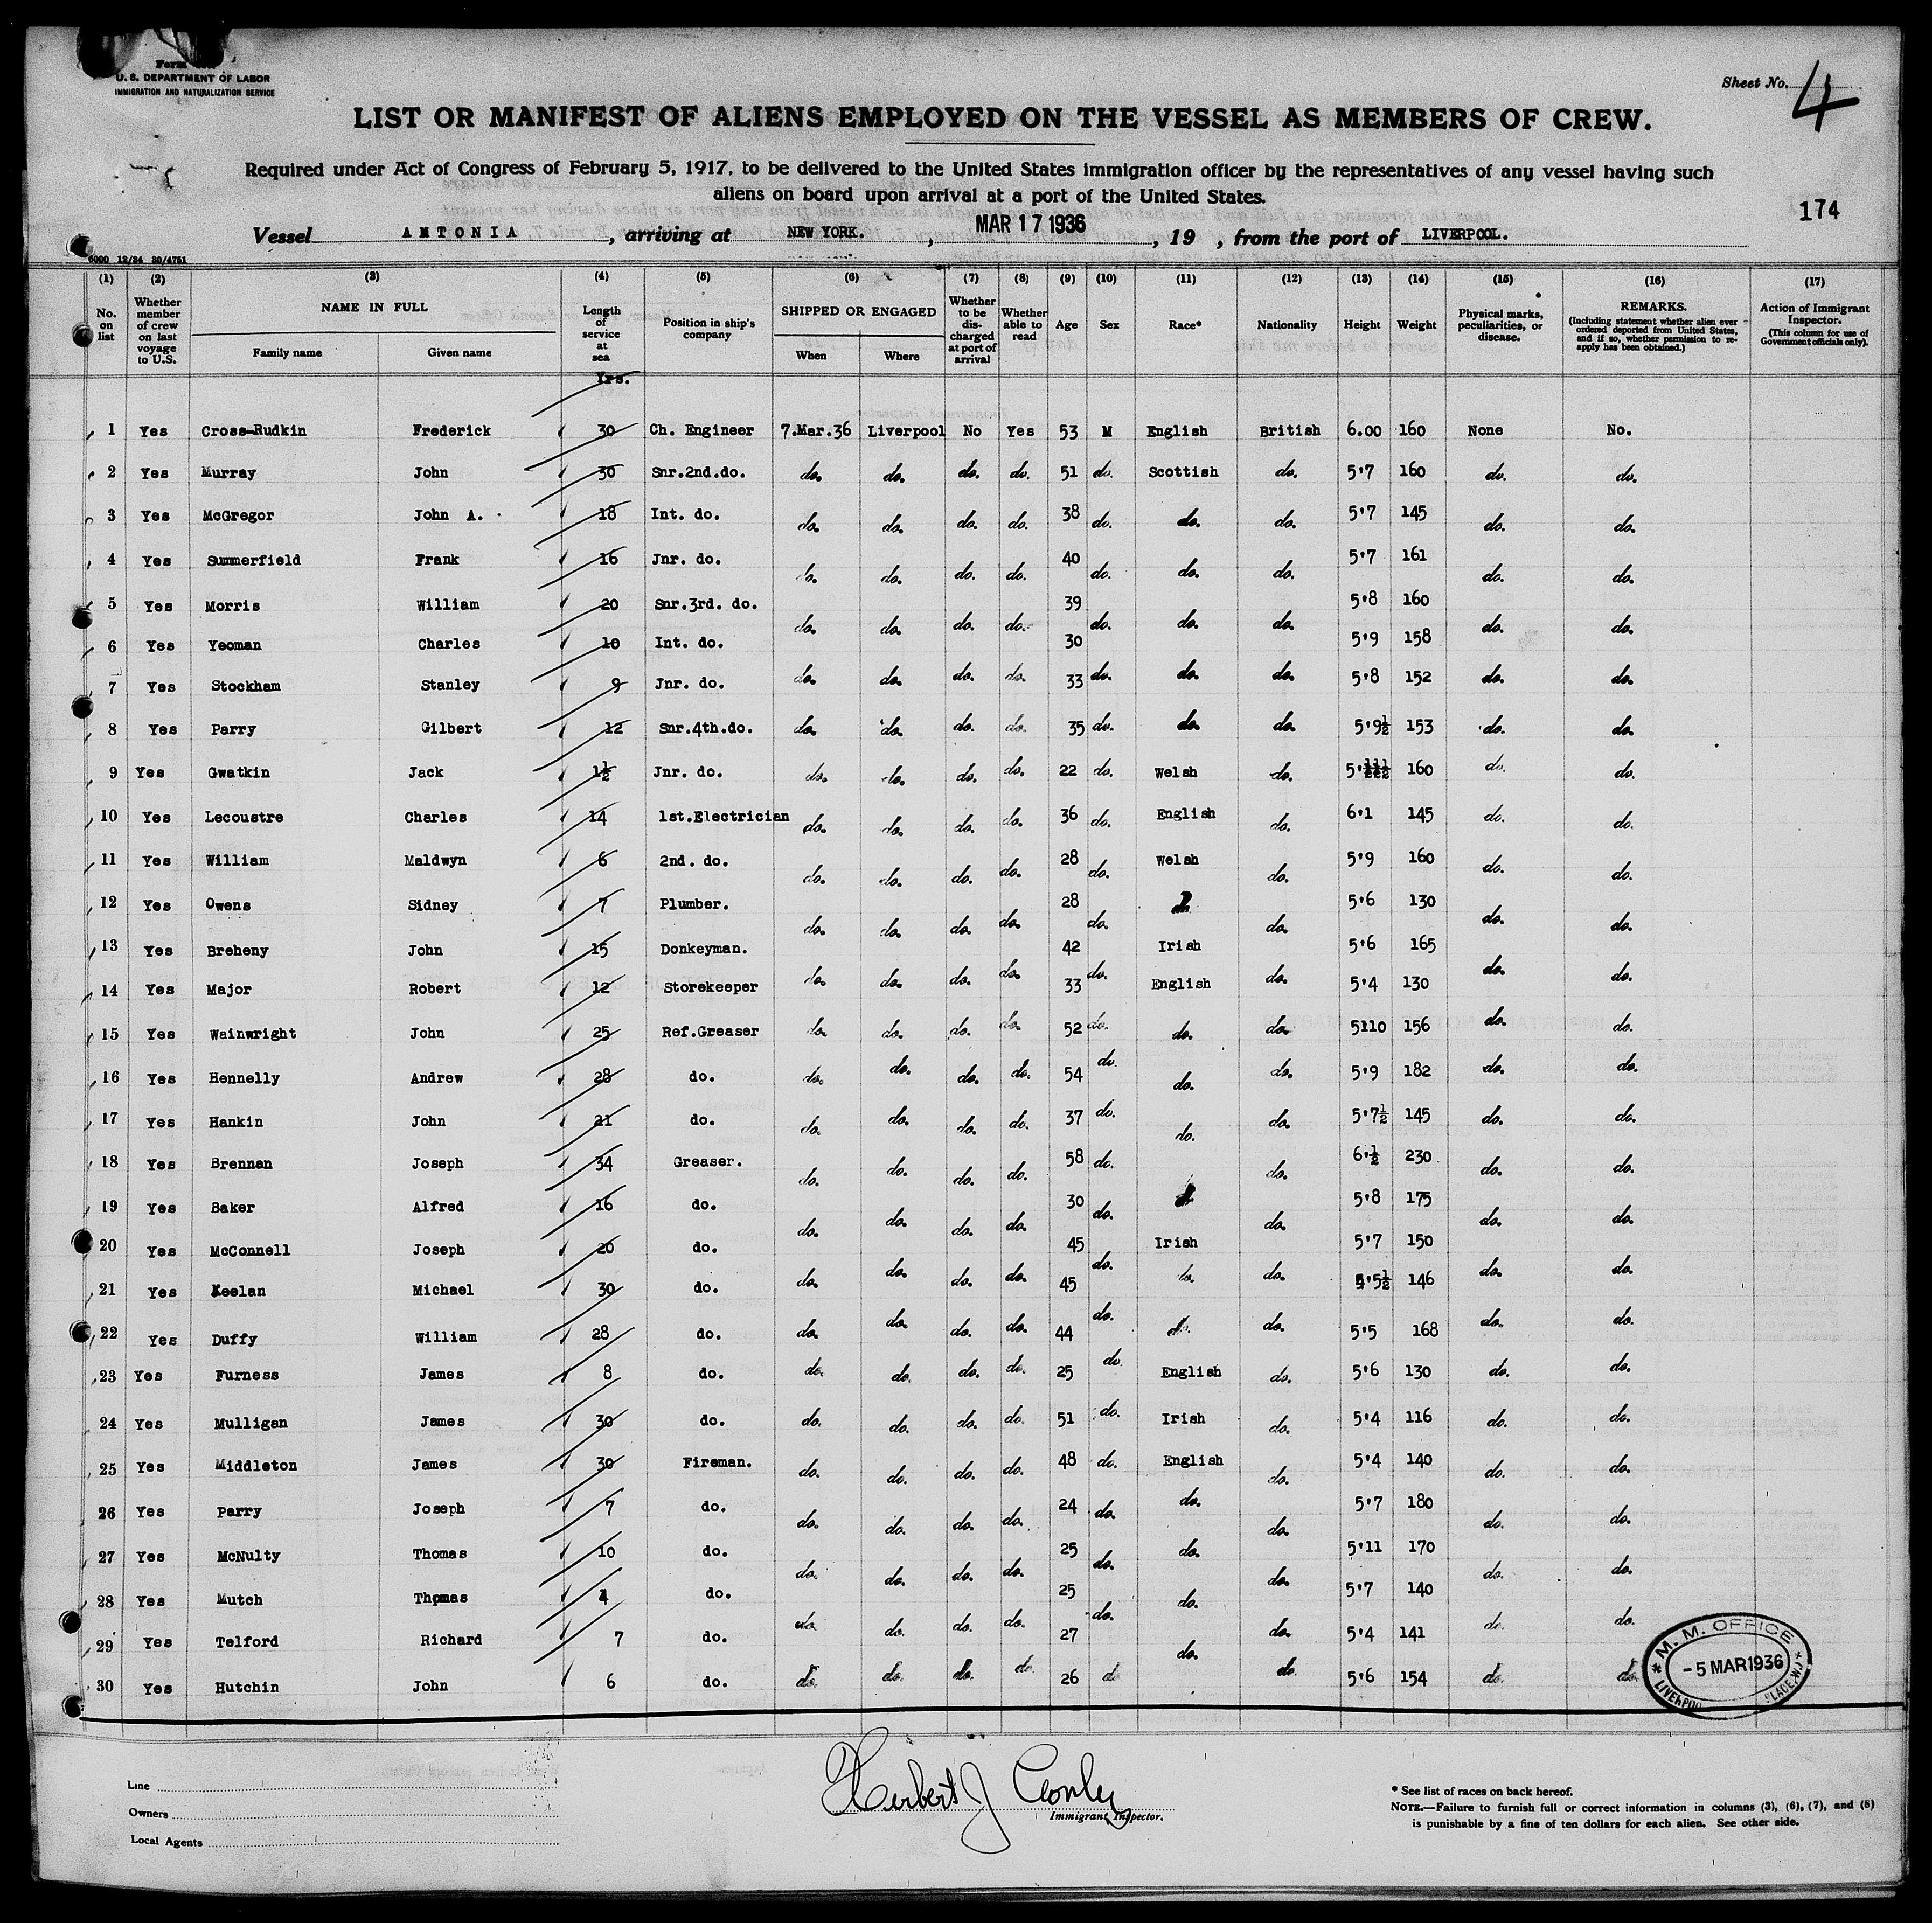 Form
U. S. DEPARTMENT OF LABOR
IMMIGRATION AND NATURALIZATION SERVICE
Sheet No. 4
LIST OR MANIFEST OF ALIENS EMPLOYED ON THE VESSEL AS MEMBERS OF CREW.
Required under Act of Congress of February 5, 1917, to be delivered to the United States immigration officer by the representatives of any vessel having such
aliens on board upon arrival at a port of the United States.
174
Vessel ANTONIA, arriving at NEW YORK., MAR 17 1936, 19 , from the port of LIVERPOOL.
6000 12/34 30/4751
(1) (2) (3) (4) (5) (6) (7) (8) (9) (10) (11) (12) (13) (14) (15) (16) (17)
No. on list | Whether member of crew on last voyage to U.S. | NAME IN FULL Family name Given name | Length of service at sea | Position in ship's company | SHIPPED OR ENGAGED When Where | Whether to be discharged at port of arrival | Whether able to read | Age | Sex | Race* | Nationality | Height | Weight | Physical marks, peculiarities, or disease. | REMARKS. (Including statement whether alien ever ordered deported from United States, and if so, whether permission to reapply has been obtained.) | Action of Immigrant Inspector. (This column for use of Government officials only).
Yrs.
1 Yes Cross-Rudkin Frederick 30 Ch. Engineer 7.Mar.36 Liverpool No Yes 53 M English British 6.00 160 None No.
2 Yes Murray John 30 Snr.2nd.do. do. do. do. do. 51 do. Scottish do. 5'7 160 do. do.
3 Yes McGregor John A. 18 Int. do. do. do. do. do. 38 do. do. do. 5'7 145 do. do.
4 Yes Summerfield Frank 16 Jnr. do. do. do. do. do. 40 do. do. do. 5'7 161 do. do.
5 Yes Morris William 20 Snr.3rd. do. do. do. do. do. 39 do. do. do. 5'8 160 do. do.
6 Yes Yeoman Charles 10 Int. do. 30 5'9 158
7 Yes Stockham Stanley 9 Jnr. do. do. do. do. do. 33 do. do. do. 5'8 152 do. do.
8 Yes Parry Gilbert 12 Snr.4th.do. do. do. do. do. 35 do. do. do. 5'9½ 153 do. do.
9 Yes Gwatkin Jack 1½ Jnr. do. do. do. do. do. 22 do. Welsh do. 5'11½ 160 do. do.
10 Yes Lecoustre Charles 14 1st.Electrician do. do. do. do. 36 do. English do. 6'1 145 do. do.
11 Yes William Maldwyn 6 2nd. do. do. do. do. do. 28 do. Welsh do. 5'9 160 do. do.
12 Yes Owens Sidney 7 Plumber. do. do. do. do. 28 do. do. do. 5'6 130 do. do.
13 Yes Breheny John 15 Donkeyman. do. do. do. do. 42 do. Irish do. 5'6 165 do. do.
14 Yes Major Robert 12 Storekeeper 33 English 5'4 130
15 Yes Wainwright John 25 Ref.Greaser do. do. do. do. 52 do. do. do. 5110 156 do. do.
16 Yes Hennelly Andrew 28 do. do. do. do. do. 54 do. do. do. 5'9 182 do. do.
17 Yes Hankin John 21 do. do. do. do. do. 37 do. do. do. 5'7½ 145 do. do.
18 Yes Brennan Joseph 34 Greaser. do. do. do. do. 58 do. do. 6'½ 230 do. do.
19 Yes Baker Alfred 16 do. do. do. do. do. 30 do. do. 5'8 175 do. do.
20 Yes McConnell Joseph 20 do. do. do. do. do. 45 do. Irish do. 5'7 150 do. do.
21 Yes Keelan Michael 30 do. 45 do. 5'5½ 146
22 Yes Duffy William 28 do. do. do. do. do. 44 do. do. do. 5'5 168 do. do.
23 Yes Furness James 8 do. do. do. do. do. 25 do. English do. 5'6 130 do. do.
24 Yes Mulligan James 30 do. do. do. do. do. 51 do. Irish do. 5'4 116 do. do.
25 Yes Middleton James 30 Fireman. do. do. do. do. 48 do. English do. 5'4 140 do. do.
26 Yes Parry Joseph 7 do. do. do. do. do. 24 do. do. do. 5'7 180 do. do.
27 Yes McNulty Thomas 10 do. do. do. do. do. 25 do. do. do. 5'11 170 do. do.
28 Yes Mutch Thomas 4 do. do. do. do. do. 25 do. do. do. 5'7 140 do. do.
29 Yes Telford Richard 7 do. 27 do. 5'4 141
30 Yes Hutchin John 6 do. do. do. do. do. 26 do do. 5'6 154 do. do.
M. M. OFFICE
-5 MAR 1936
LIVERPOOL PLACE
Line
Owners
Local Agents
Herbert J Conley
Immigrant Inspector.
* See list of races on back hereof.
NOTE.—Failure to furnish full or correct information in columns (3), (6), (7), and (8)
is punishable by a fine of ten dollars for each alien. See other side.